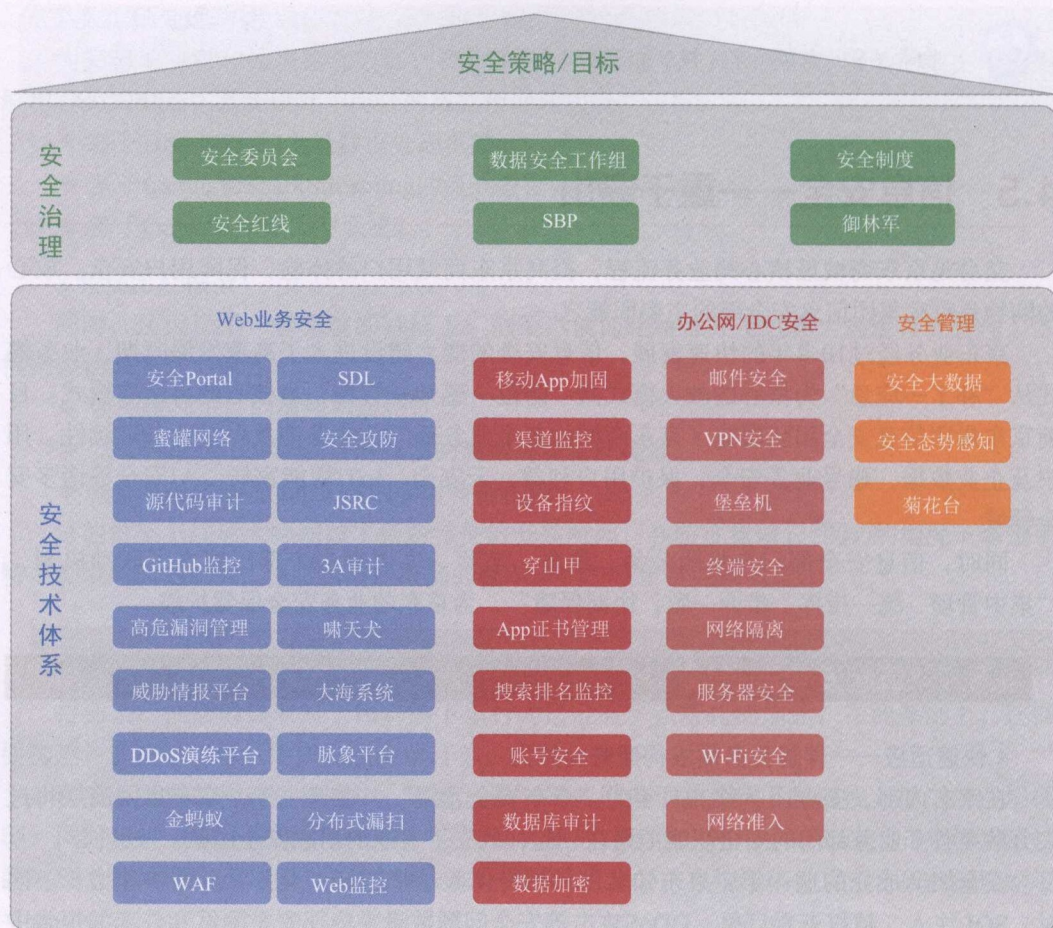 安全策略/目标
安全治理
安全委员会 数据安全工作组 安全制度
安全红线 SBP 御林军
安全技术体系
Web业务安全 办公网/IDC安全 安全管理
安全Portal SDL 移动App加固 邮件安全 安全大数据
蜜罐网络 安全攻防 渠道监控 VPN安全 安全态势感知
源代码审计 JSRC 设备指纹 堡垒机 菊花台
GitHub监控 3A审计 穿山甲 终端安全
高危漏洞管理 啸天犬 App证书管理 网络隔离
威胁情报平台 大海系统 搜索排名监控 服务器安全
DDoS演练平台 脉象平台 账号安全 Wi-Fi安全
金蚂蚁 分布式漏扫 数据库审计 网络准入
WAF Web监控 数据加密